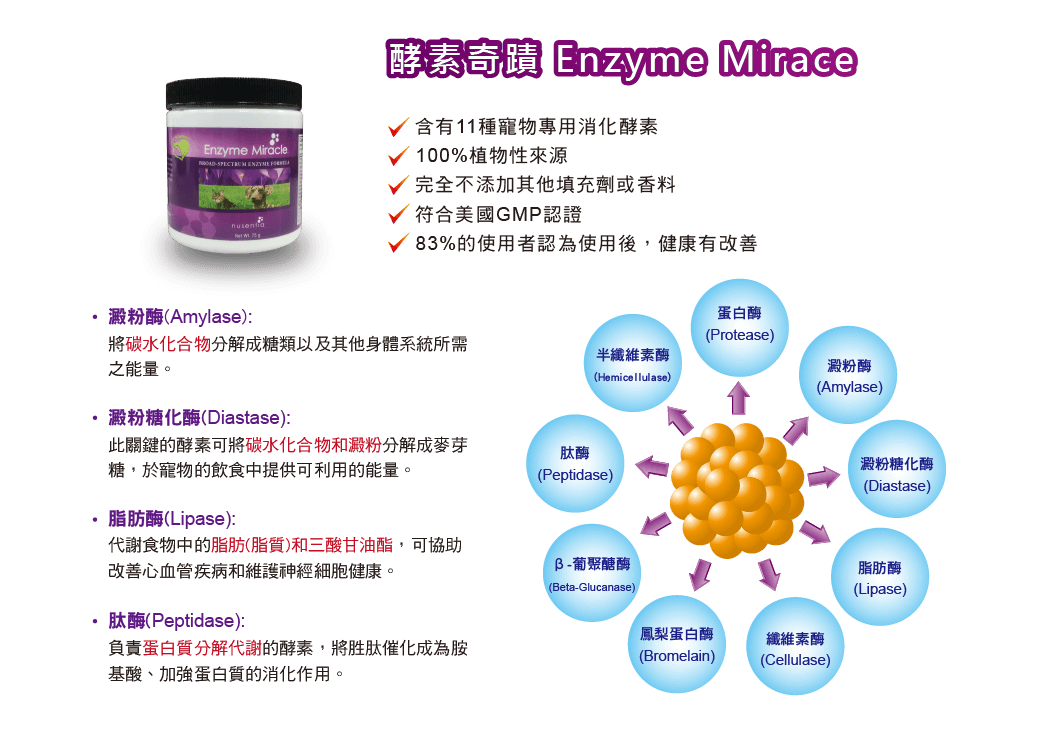 酵素奇蹟 Enzyme Mirace
Enzyme Miracle
BROAD-SPECTRUM ENZYME FORMULA
nusentia
Net Wt. 75 g
含有11種寵物專用消化酵素
100%植物性來源
完全不添加其他填充劑或香料
符合美國GMP認證
83%的使用者認為使用後，健康有改善
• 澱粉酶(Amylase):
將碳水化合物分解成糖類以及其他身體系統所需
之能量。
• 澱粉糖化酶(Diastase):
此關鍵的酵素可將碳水化合物和澱粉分解成麥芽
糖，於寵物的飲食中提供可利用的能量。
• 脂肪酶(Lipase):
代謝食物中的脂肪(脂質)和三酸甘油酯，可協助
改善心血管疾病和維護神經細胞健康。
• 肽酶(Peptidase):
負責蛋白質分解代謝的酵素，將胜肽催化成為胺
基酸、加強蛋白質的消化作用。
蛋白酶
(Protease)
半纖維素酶
(Hemicellulase)
澱粉酶
(Amylase)
肽酶
(Peptidase)
澱粉糖化酶
(Diastase)
β-葡聚醣酶
(Beta-Glucanase)
脂肪酶
(Lipase)
鳳梨蛋白酶
(Bromelain)
纖維素酶
(Cellulase)